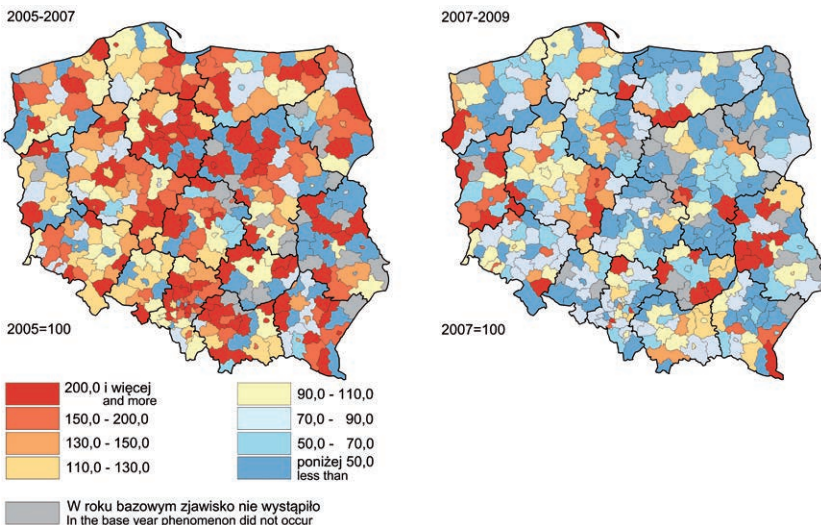 2005-2007
2007-2009
2005=100
2007=100
200,0 i więcej
and more
150,0 - 200,0
130,0 - 150,0
110,0 - 130,0
90,0 - 110,0
70,0 - 90,0
50,0 - 70,0
poniżej 50,0
less than
W roku bazowym zjawisko nie wystąpiło
In the base year phenomenon did not occur